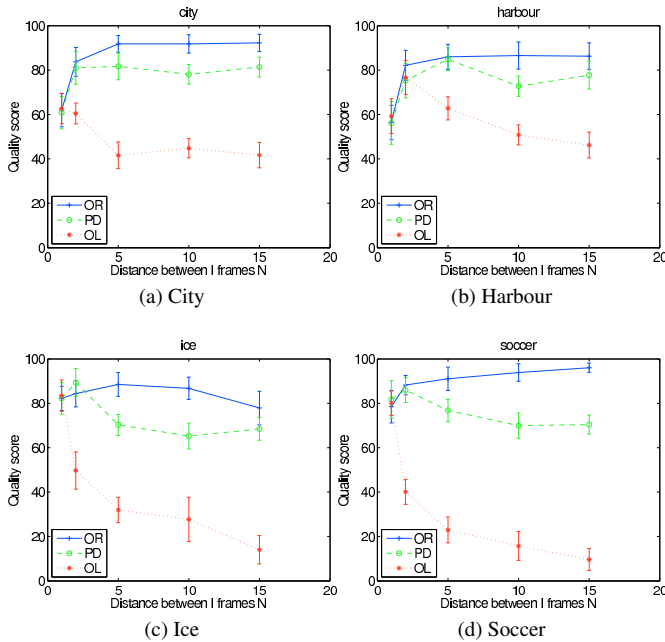 city
100
80
60
40
20
0
Quality score
OR
PD
OL
0 5 10 15 20
Distance between I frames N
(a) City
harbour
100
80
60
40
20
0
Quality score
OR
PD
OL
0 5 10 15 20
Distance between I frames N
(b) Harbour
ice
100
80
60
40
20
0
Quality score
OR
PD
OL
0 5 10 15 20
Distance between I frames N
(c) Ice
soccer
100
80
60
40
20
0
Quality score
OR
PD
OL
0 5 10 15 20
Distance between I frames N
(d) Soccer